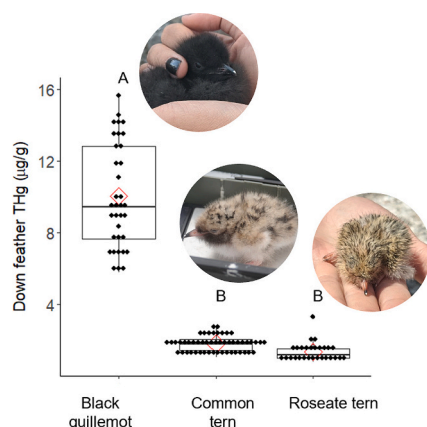 A
16
12
8
4
Down feather THg (µg/g)
B
B
Black
guillemot
Common
tern
Roseate tern